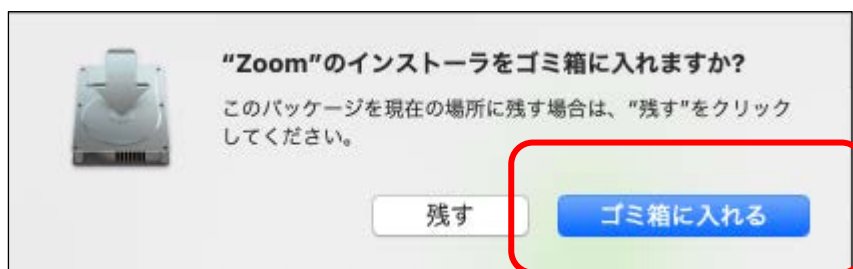 “Zoom”のインストーラをゴミ箱に入れますか?
このパッケージを現在の場所に残す場合は、“残す”をクリック
してください。
残す
ゴミ箱に入れる